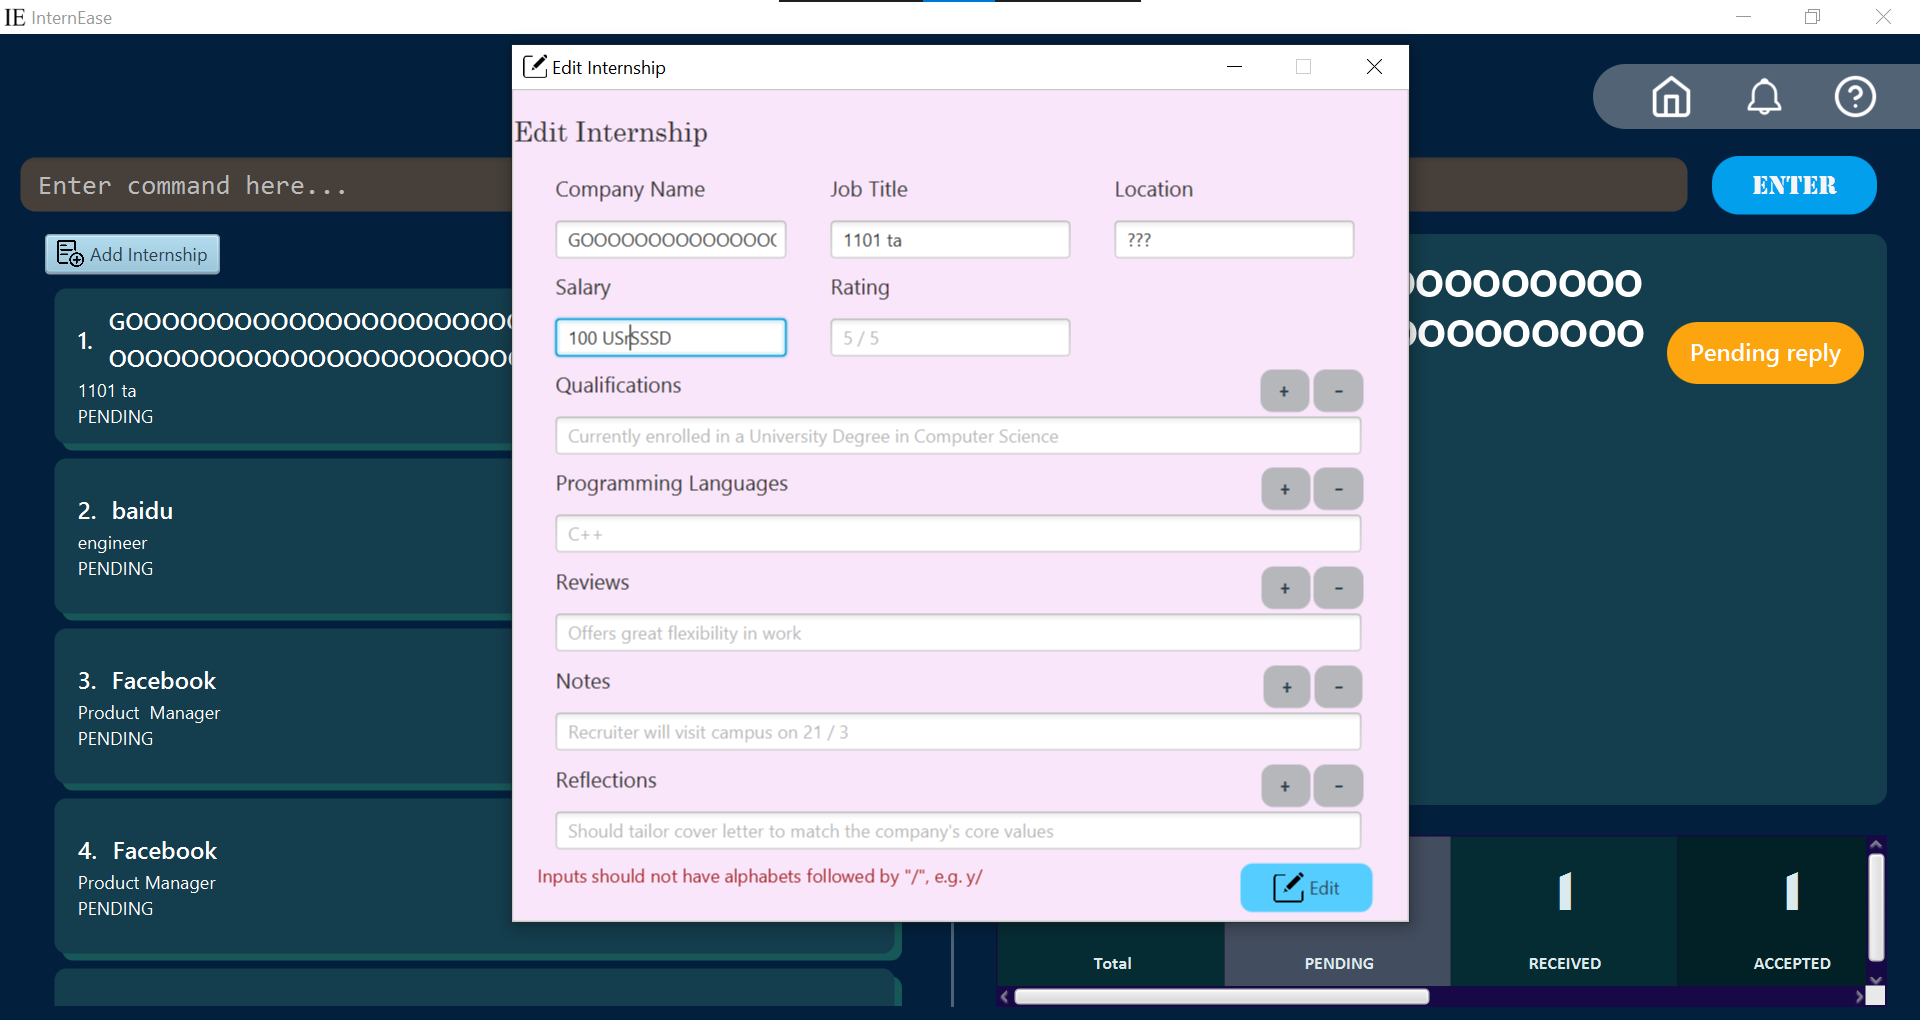 IE InternEase
Edit Internship
Edit Internship
Enter command here...
ENTER
Add Internship
Company Name
Job Title
Location
GOOOOOOOOOOOOOOO
1101 ta
???
Salary
Rating
100 USrSSSD
5 / 5
Qualifications
+ -
Currently enrolled in a University Degree in Computer Science
Programming Languages
+ -
C++
Reviews
+ -
Offers great flexibility in work
Notes
+ -
Recruiter will visit campus on 21 / 3
Reflections
+ -
Should tailor cover letter to match the company's core values
Inputs should not have alphabets followed by "/", e.g. y/
Edit
1.
GOOOOOOOOOOOOOOOOOOOOOO
OOOOOOOOOOOOOOOOOOOOOO
1101 ta
PENDING
2. baidu
engineer
PENDING
3. Facebook
Product Manager
PENDING
4. Facebook
Product Manager
PENDING
OOOOOOOOO
OOOOOOOOO
Pending reply
1
1
Total
PENDING
RECEIVED
ACCEPTED